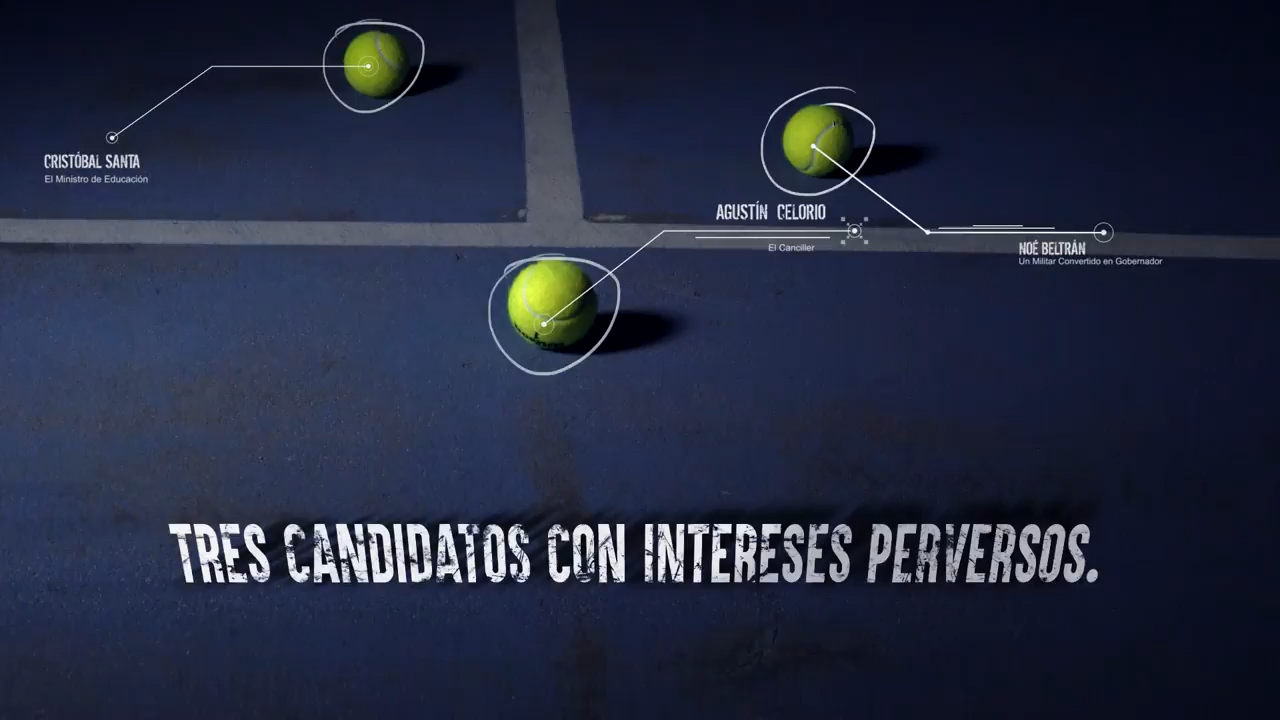 CRISTÓBAL SANTA
El Ministro de Educación
AGUSTÍN CELORIO
El Canciller
NOÉ BELTRÁN
Un Militar Convertido en Gobernador
TRES CANDIDATOS CON INTERESES PERVERSOS.